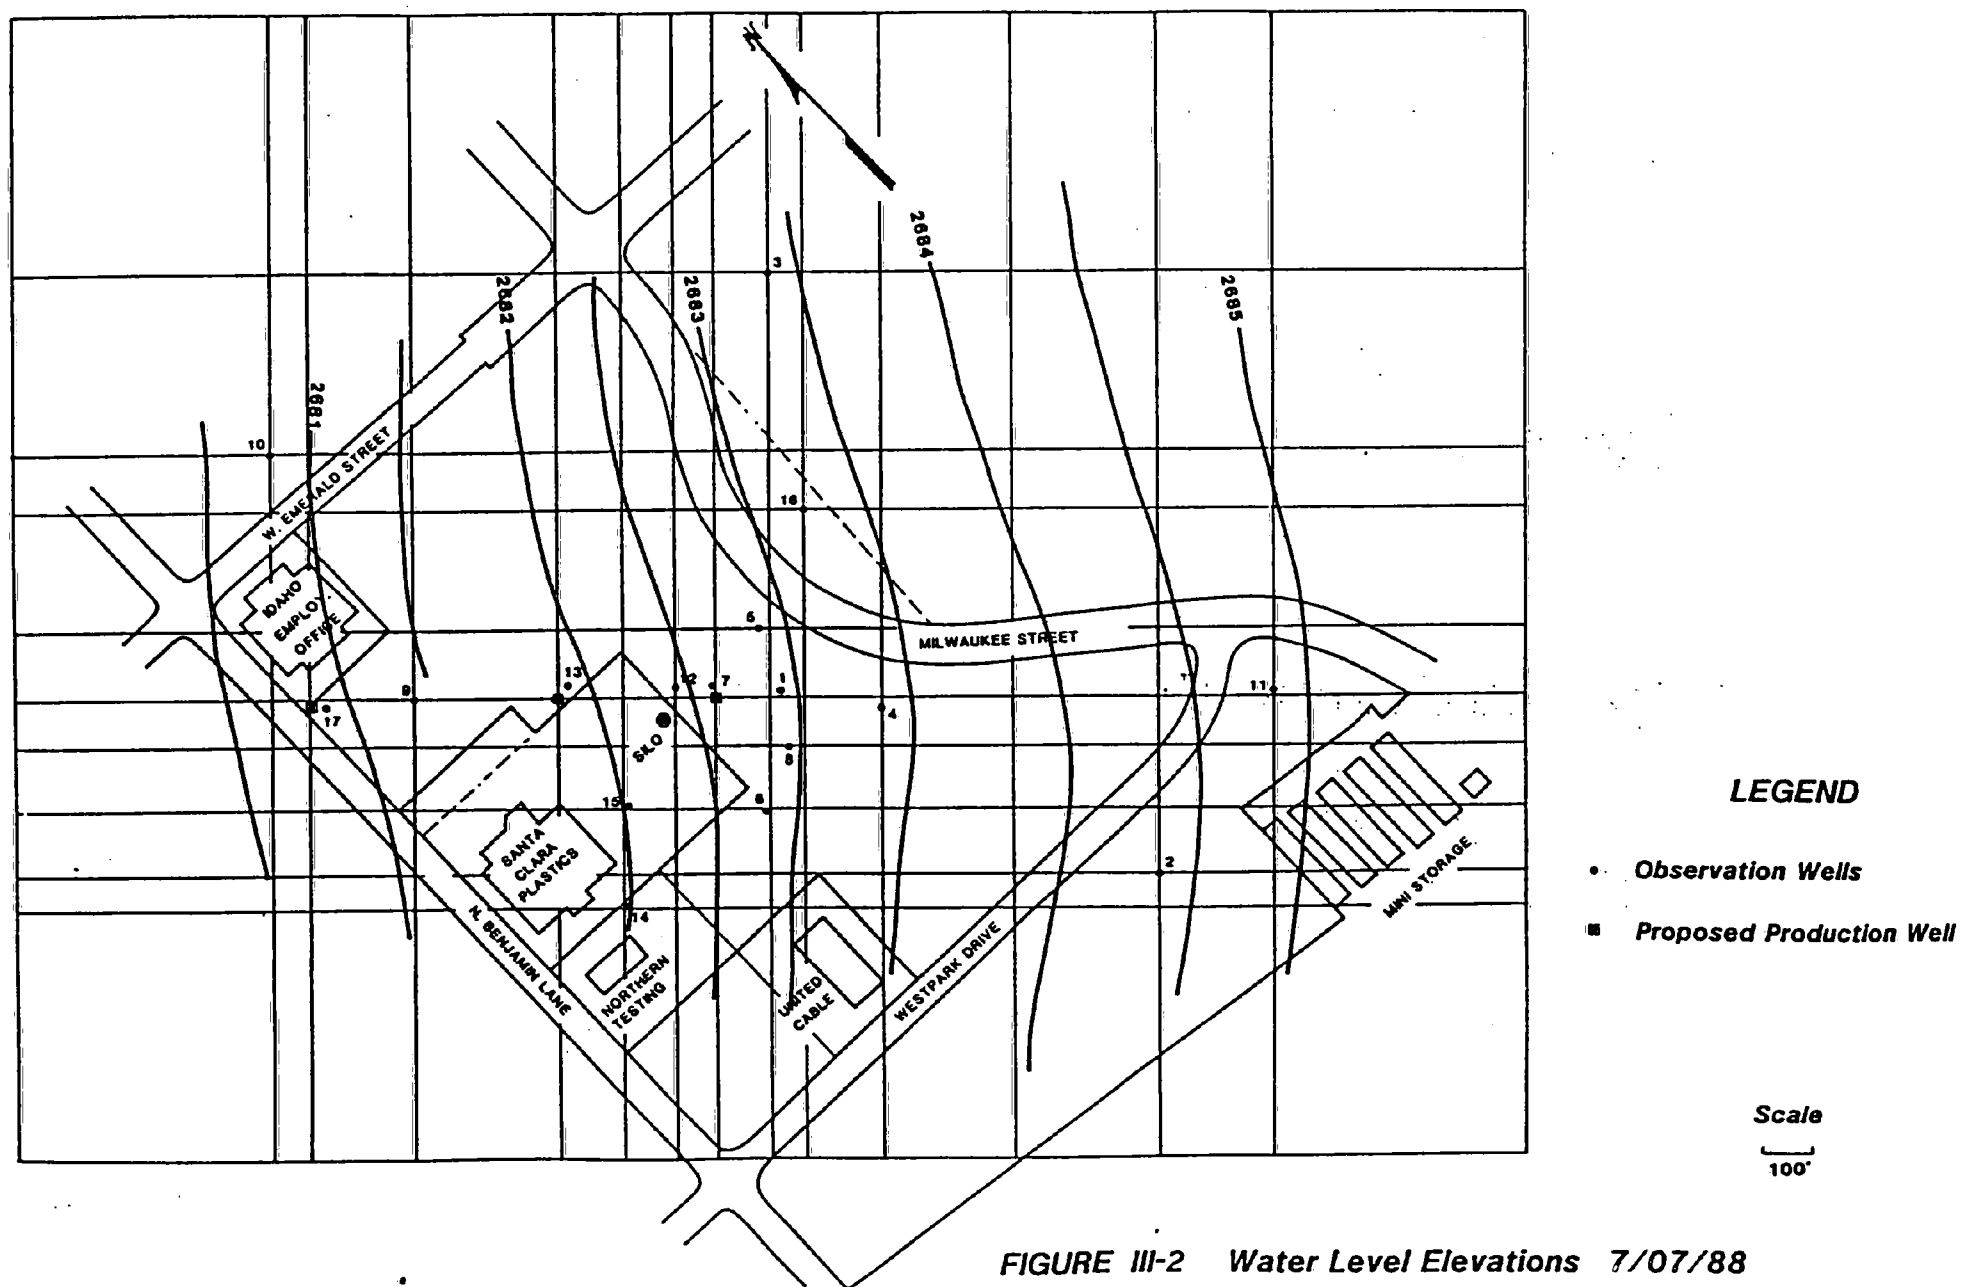 N
2684
3
2682
2683
2685
2681
10
W. EMERALD STREET
16
IDAHO
EMPLOY.
OFFICE
5
MILWAUKEE STREET
13
12
7
1
11
9
17
4
SILO
8
15
6
SANTA
CLARA
PLASTICS
2
14
MINI STORAGE
N. BENJAMIN LANE
NORTHERN
TESTING
UNITED
CABLE
WESTPARK DRIVE
LEGEND
Observation Wells
Proposed Production Well
Scale
100'
FIGURE III-2 Water Level Elevations 7/07/88